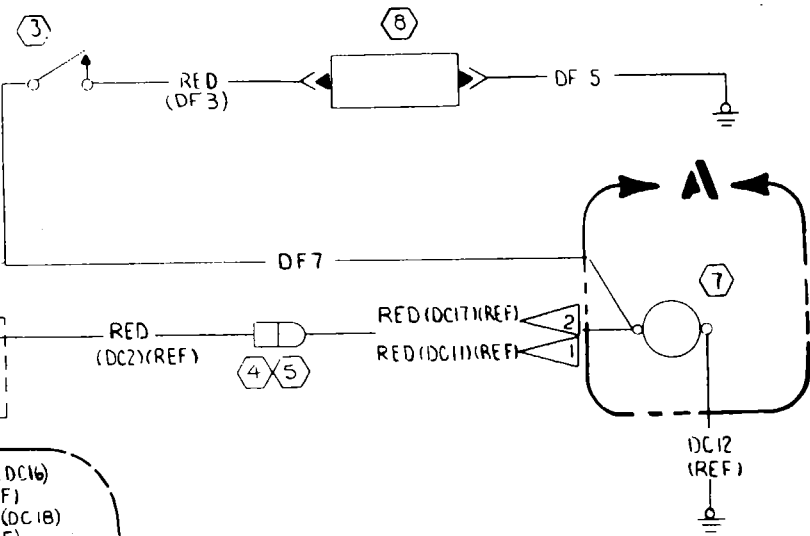 3
8
RED
(DF3)
DF 5
A
DF7
7
RED
(DC2)(REF)
4 5
RED(DC17)(REF) 2
RED(DC11)(REF) 1
DC12
(REF)
DC16)
F)
(DC18)